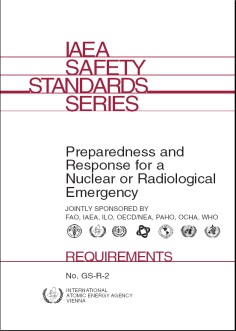 IAEA
SAFETY
STANDARDS
SERIES
Preparedness and
Response for a
Nuclear or Radiological
Emergency
JOINTLY SPONSORED BY
FAO, IAEA, ILO, OECD/NEA, PAHO, OCHA, WHO
REQUIREMENTS
No. GS-R-2
INTERNATIONAL
ATOMIC ENERGY AGENCY
VIENNA